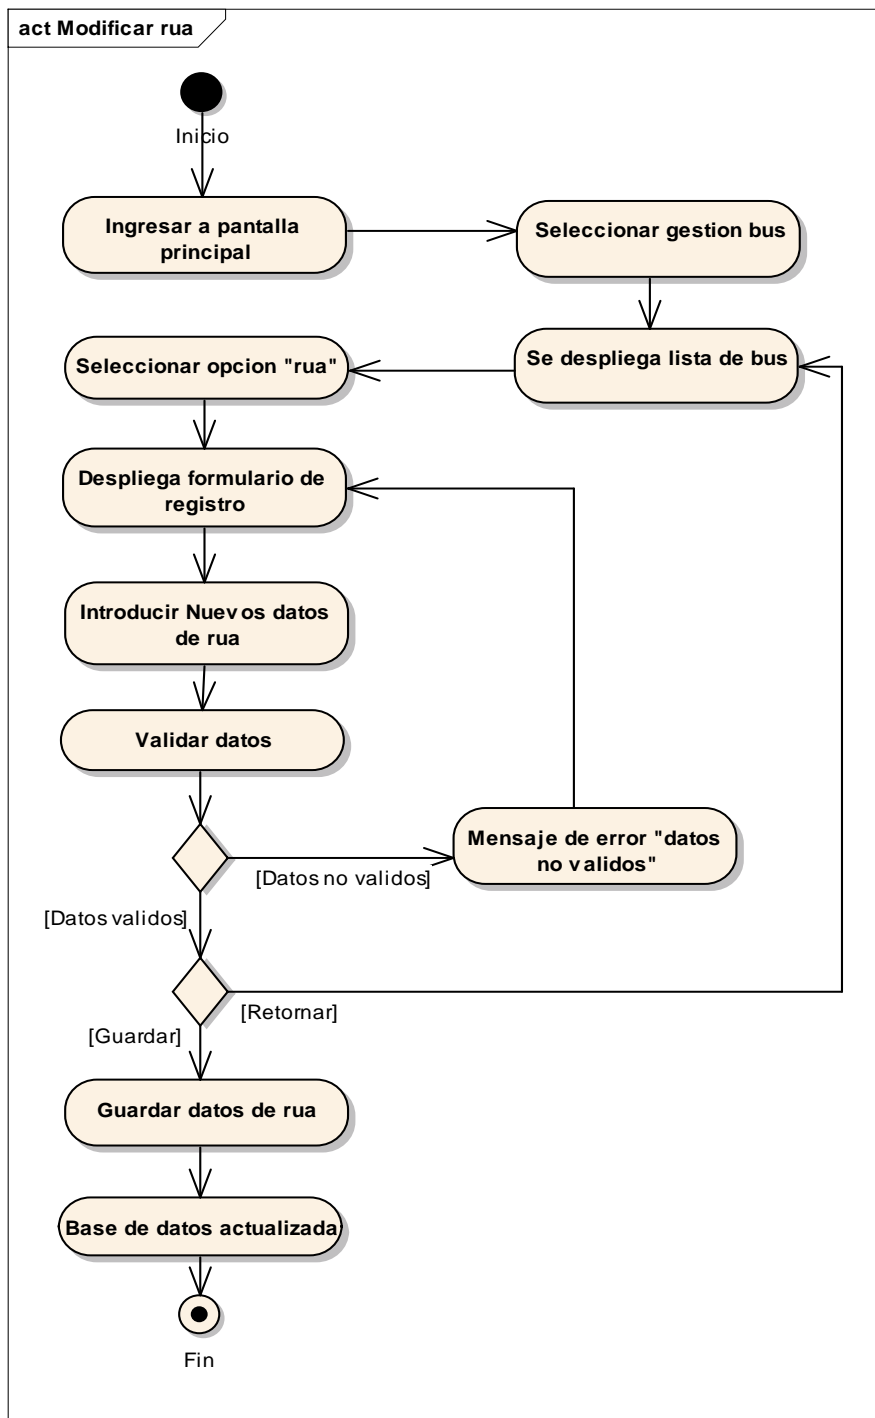 act Modificar rua
Inicio
Ingresar a pantalla
principal
Seleccionar gestion bus
Se despliega lista de bus
Seleccionar opcion "rua"
Despliega formulario de
registro
Introducir Nuevos datos
de rua
Validar datos
Mensaje de error "datos
no validos"
[Datos no validos]
[Datos validos]
[Retornar]
[Guardar]
Guardar datos de rua
Base de datos actualizada
Fin